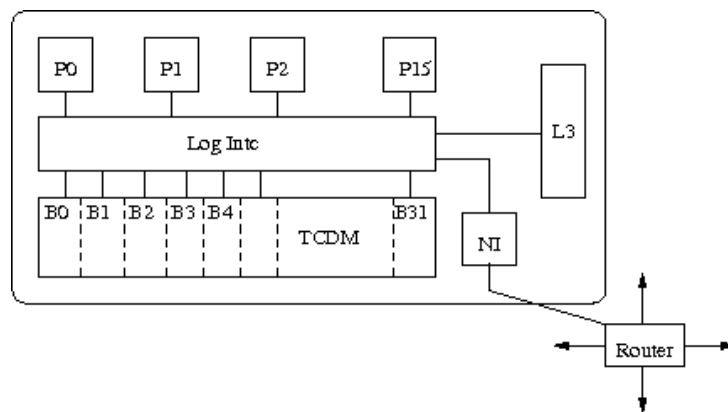 P0 P1 P2 P15
Log Intc
L3
B0 B1 B2 B3 B4 B31
TCDM
NI
Router